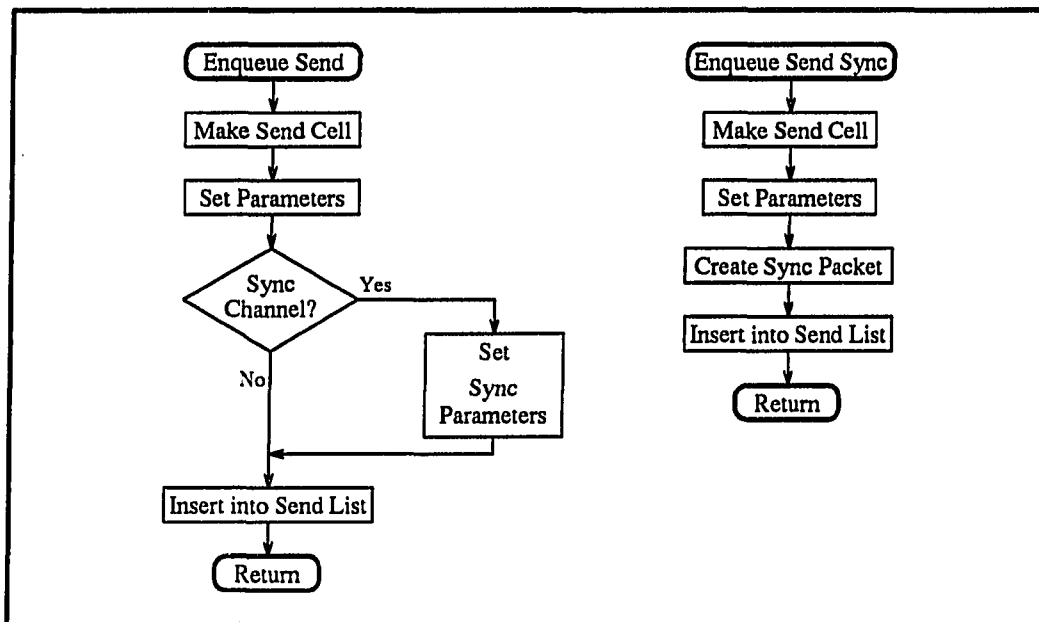 Enqueue Send
Make Send Cell
Set Parameters
Sync
Channel?
Yes
No
Set
Sync
Parameters
Insert into Send List
Return
Enqueue Send Sync
Make Send Cell
Set Parameters
Create Sync Packet
Insert into Send List
Return